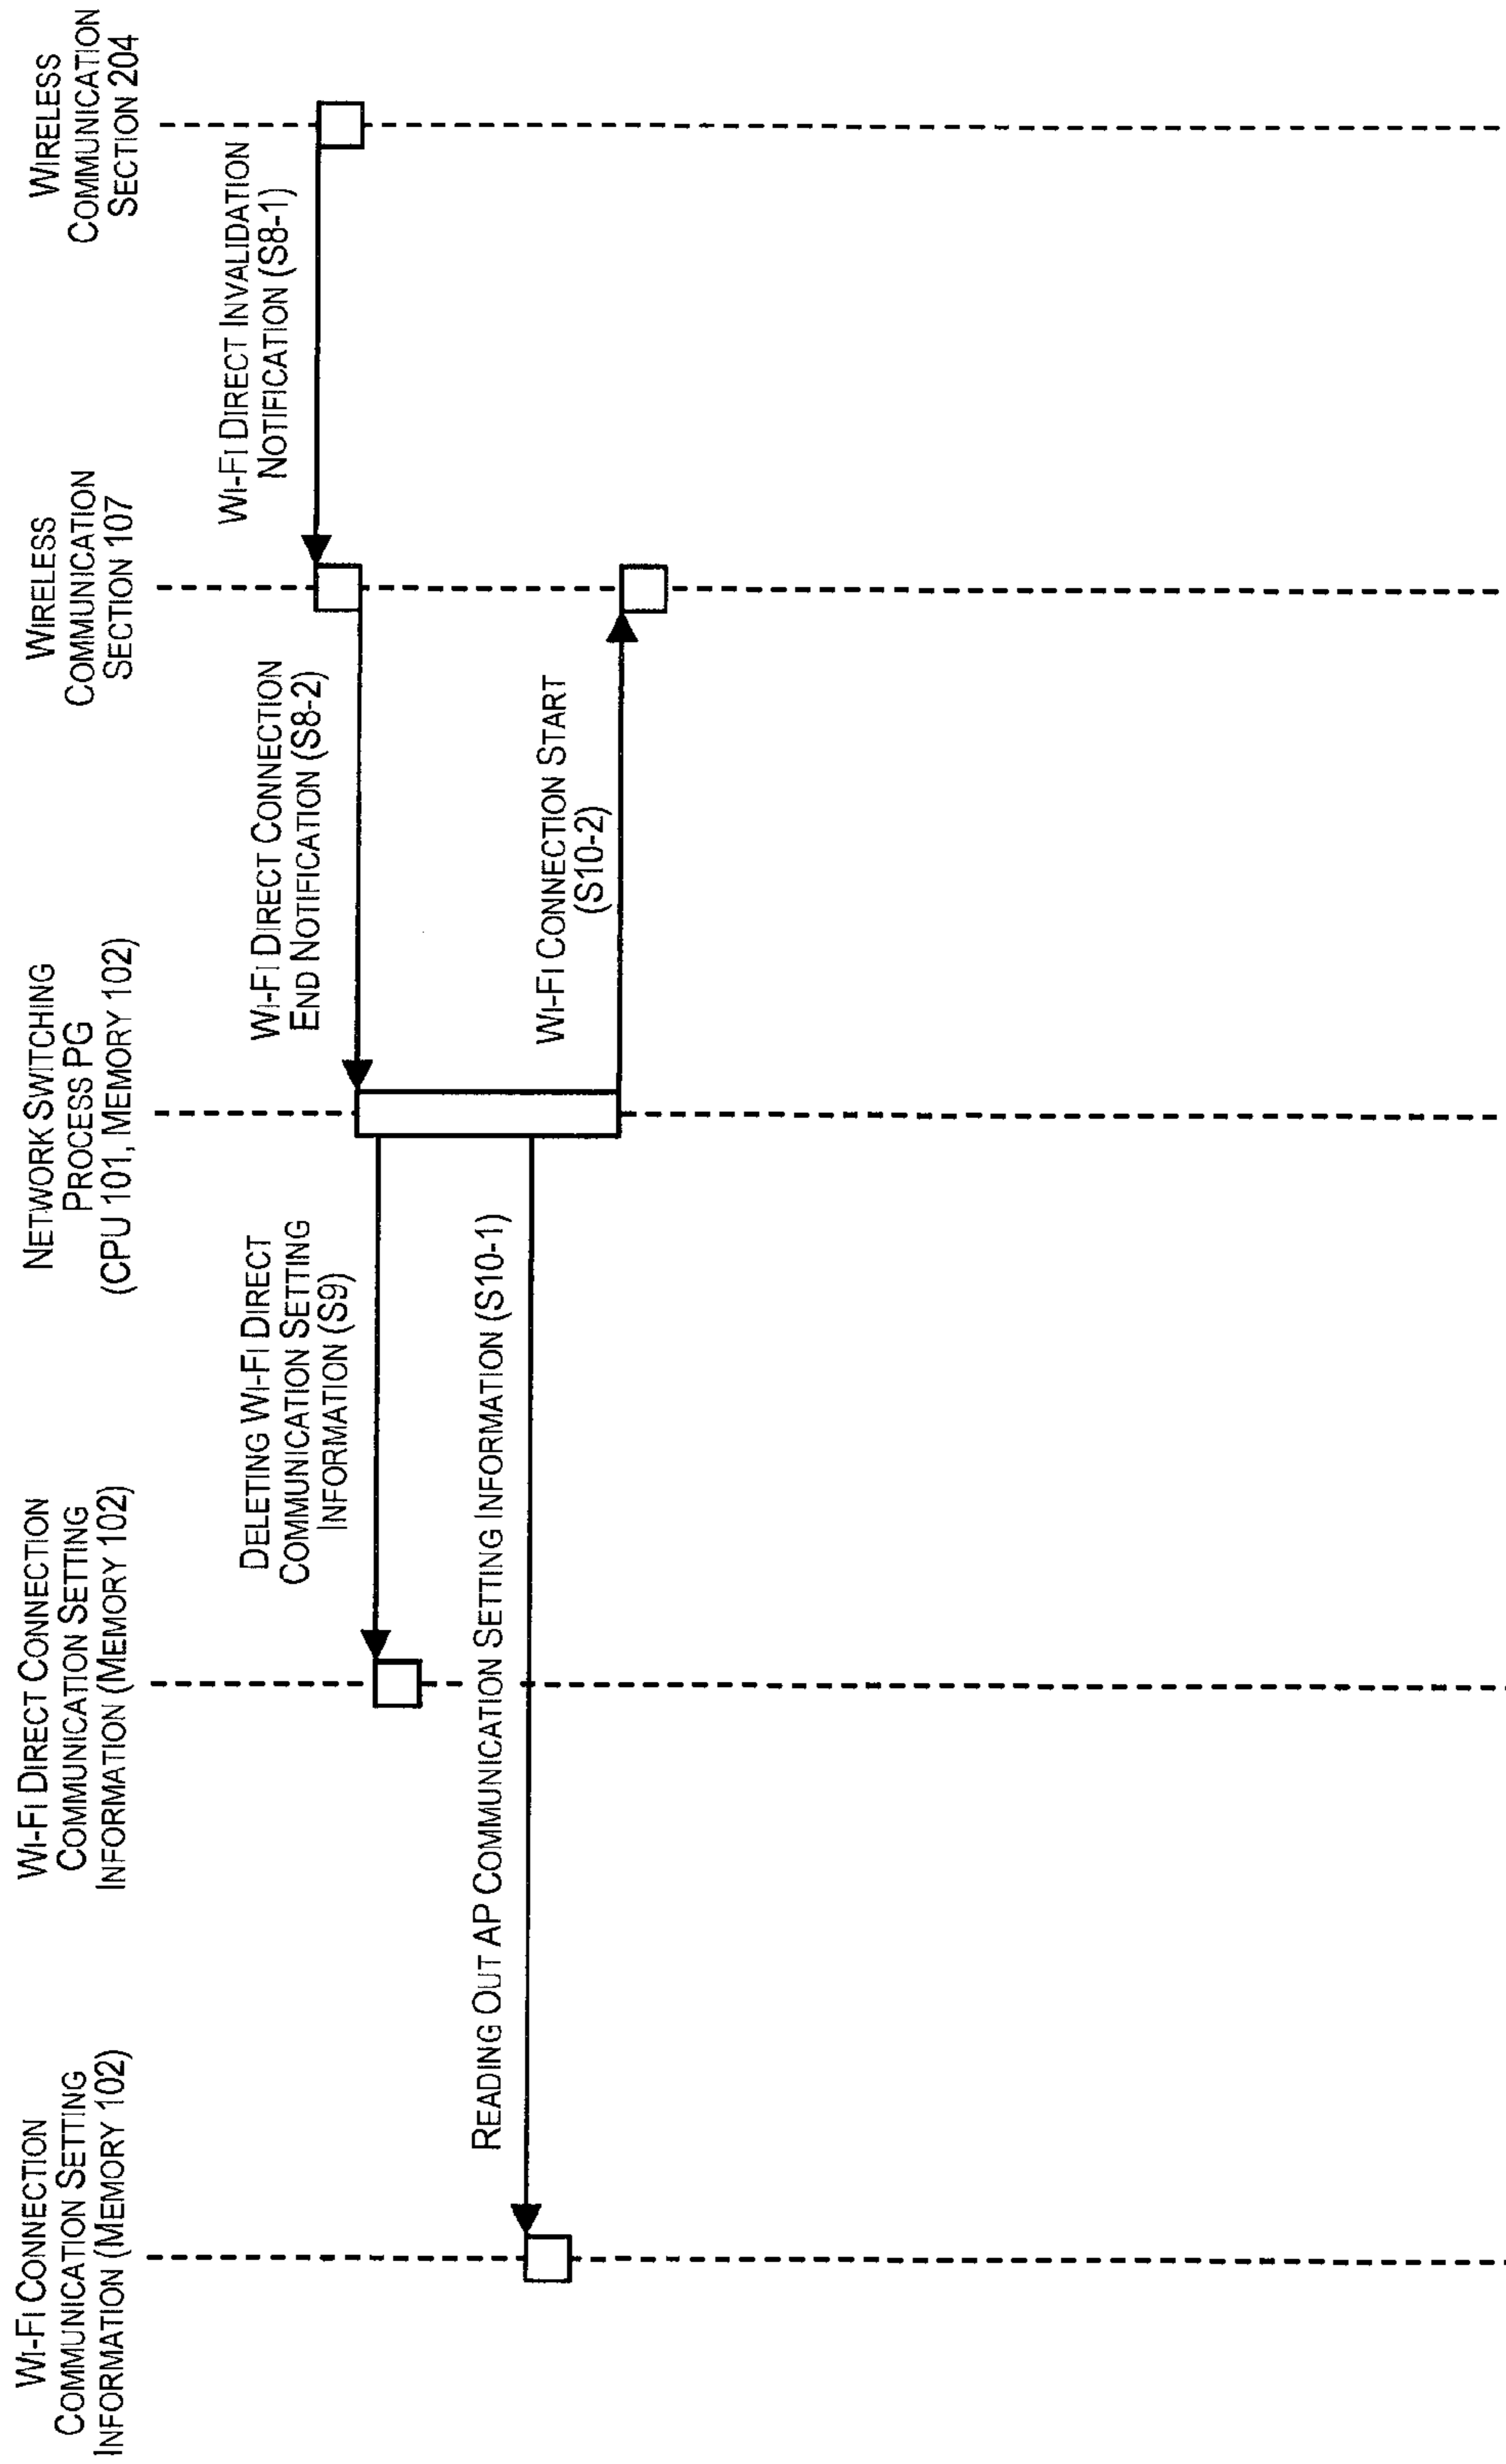 WI-FI CONNECTION
COMMUNICATION SETTING
INFORMATION (MEMORY 102)
WI-FI DIRECT CONNECTION
COMMUNICATION SETTING
INFORMATION (MEMORY 102)
NETWORK SWITCHING
PROCESS PG
(CPU 101, MEMORY 102)
WIRELESS
COMMUNICATION
SECTION 107
WIRELESS
COMMUNICATION
SECTION 204
WI-FI DIRECT INVALIDATION
NOTIFICATION (S8-1)
WI-FI DIRECT CONNECTION
END NOTIFICATION (S8-2)
DELETING WI-FI DIRECT
COMMUNICATION SETTING
INFORMATION (S9)
READING OUT AP COMMUNICATION SETTING INFORMATION (S10-1)
WI-FI CONNECTION START
(S10-2)